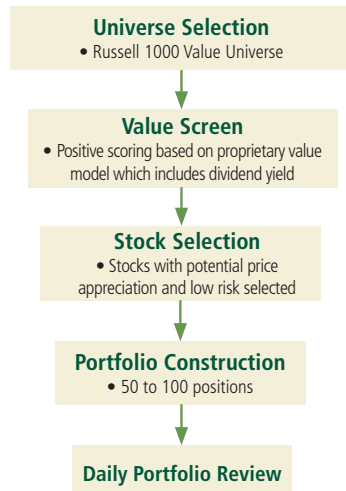 Universe Selection
• Russell 1000 Value Universe
Value Screen
• Positive scoring based on proprietary value
model which includes dividend yield
Stock Selection
• Stocks with potential price
appreciation and low risk selected
Portfolio Construction
• 50 to 100 positions
Daily Portfolio Review